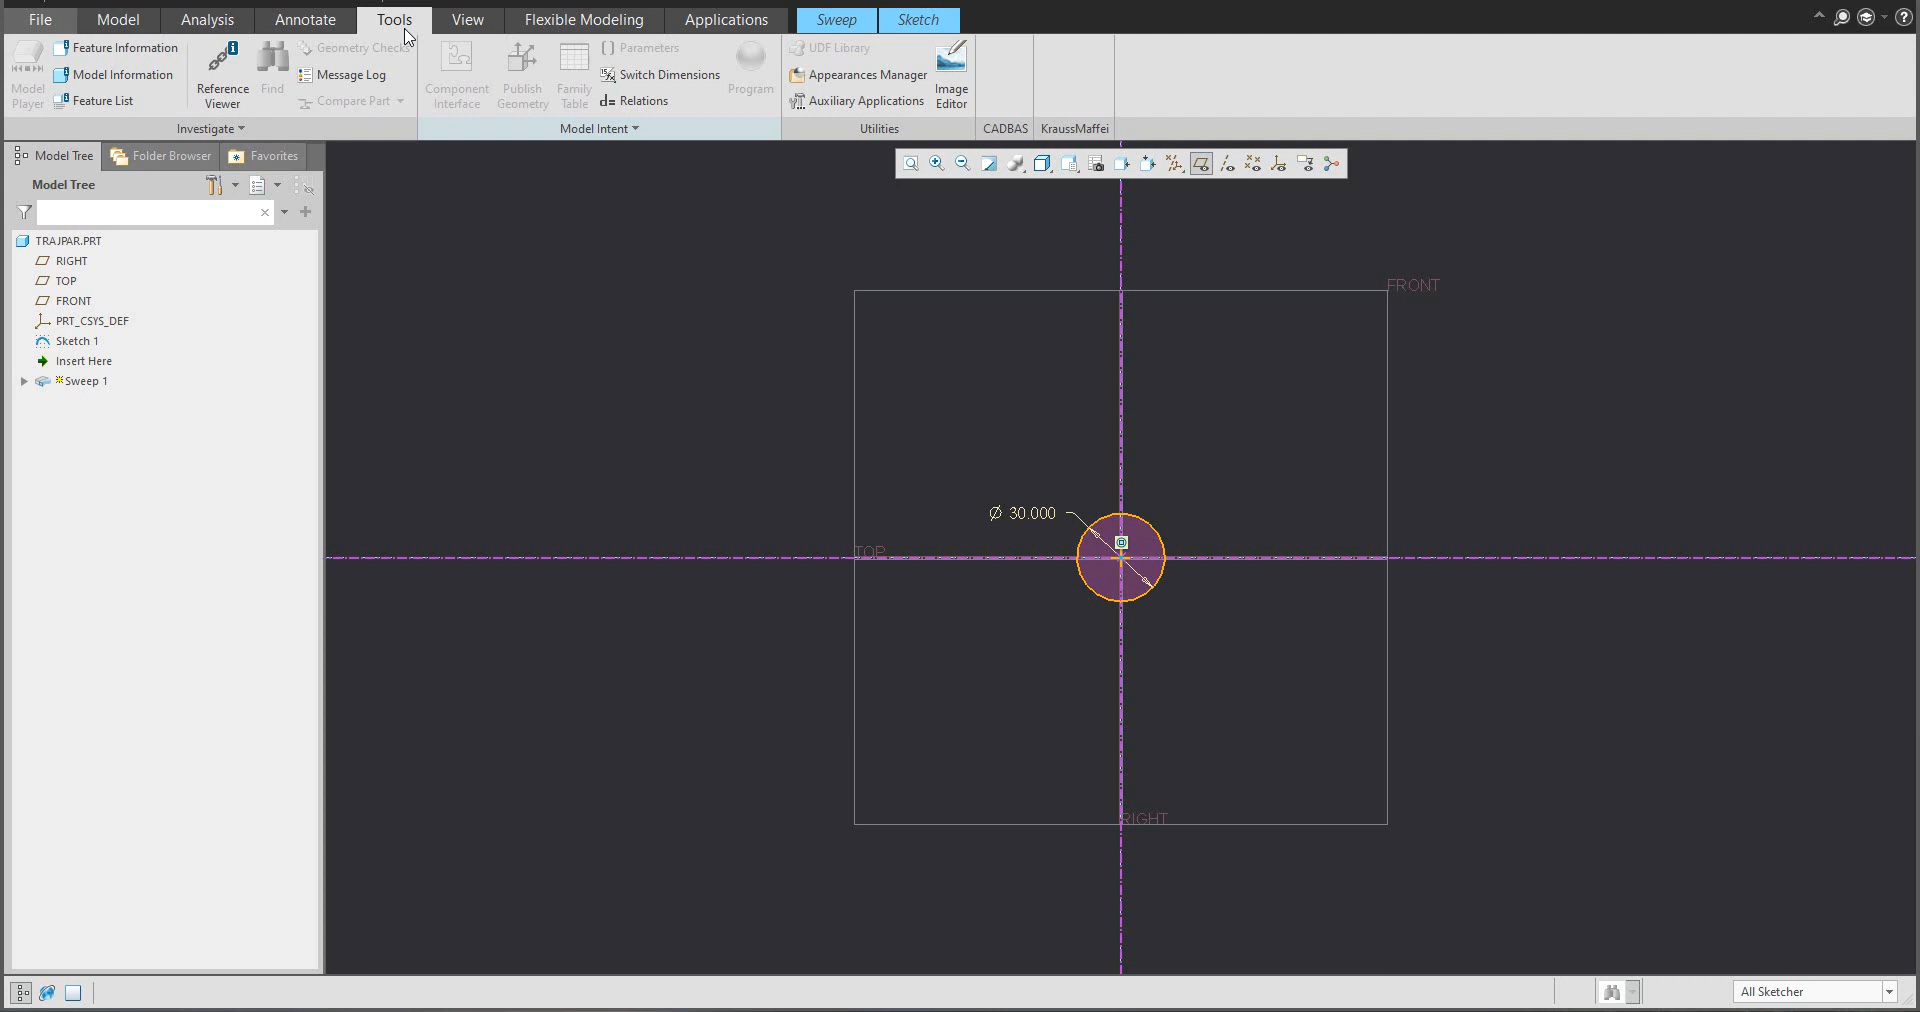 File Model Analysis Annotate Tools View Flexible Modeling Applications Sweep Sketch
Model Player
Feature Information
Model Information
Feature List
Reference Viewer
Find
Geometry Checks
Message Log
Compare Part
Component Interface
Publish Geometry
Family Table
Parameters
Switch Dimensions
d= Relations
Program
UDF Library
Appearances Manager
Auxiliary Applications
Image Editor
Investigate Model Intent Utilities CADBAS KraussMaffei
Model Tree Folder Browser Favorites
Model Tree
TRAJPAR.PRT
RIGHT
TOP
FRONT
PRT_CSYS_DEF
Sketch 1
Insert Here
Sweep 1
FRONT
Ø 30.000
TOP
RIGHT
All Sketcher